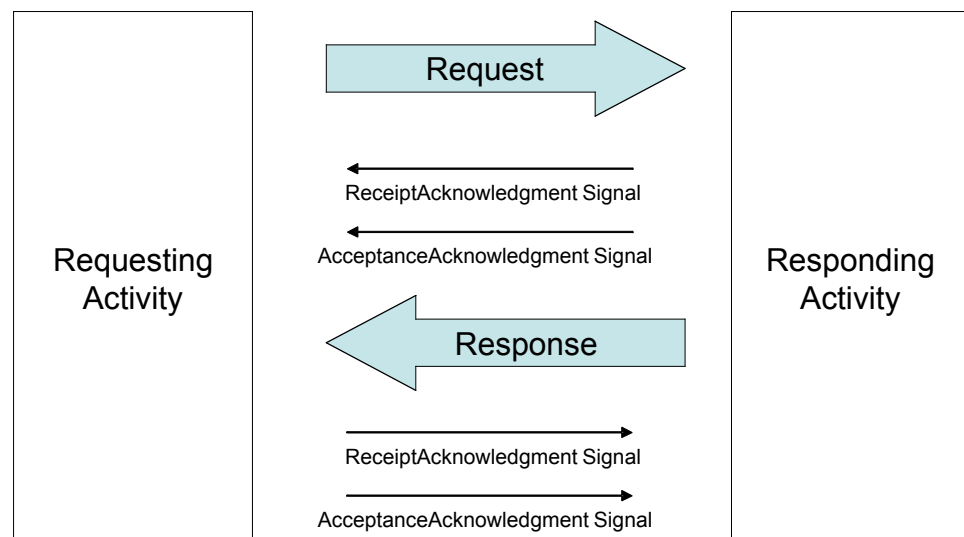 Request
ReceiptAcknowledgment Signal
AcceptanceAcknowledgment Signal
Requesting
Activity
Responding
Activity
Response
ReceiptAcknowledgment Signal
AcceptanceAcknowledgment Signal